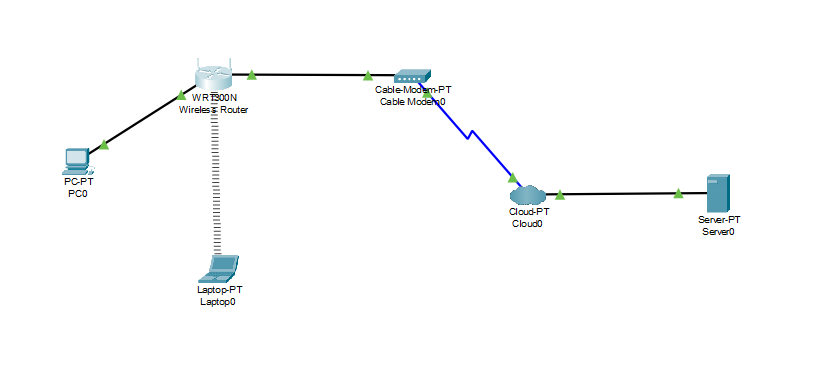 WRT300N
Wireless Router
Cable-Modem-PT
Cable Modem0
PC-PT
PC0
Cloud-PT
Cloud0
Server-PT
Server0
Laptop-PT
Laptop0